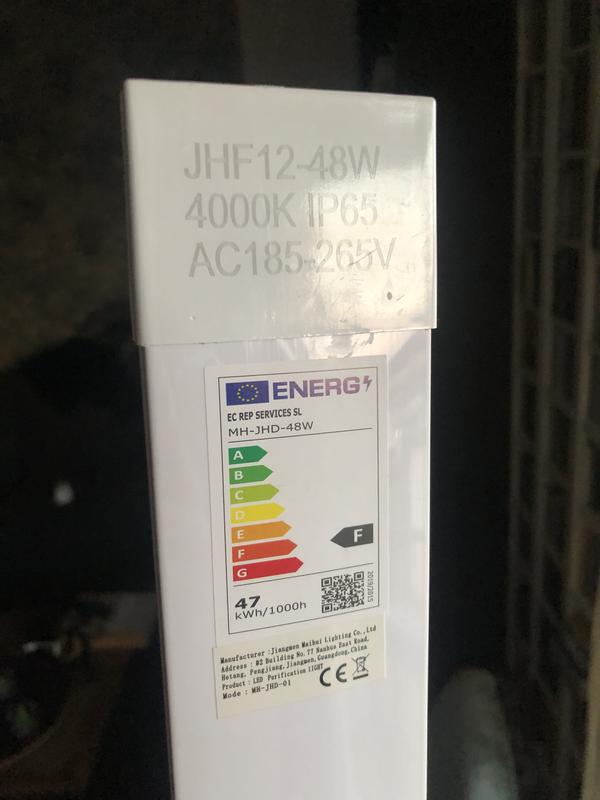 JHF12-48W
4000K IP65
AC185-265V
ENERG
EC REP SERVICES SL
MH-JHD-48W
A
B
C
D
E
F
G
F
47
kWh/1000h
2019/2015
Manufacturer :Jiangmen Maihui Lighting Co.,Ltd
Address : #2 Building No.77 Nanhua East Road,
Hetang, Pengjiang,Jiangmen,Guangdong,China
Product : LED Purification lIGHT
Mode : MH-JHD-01
CE